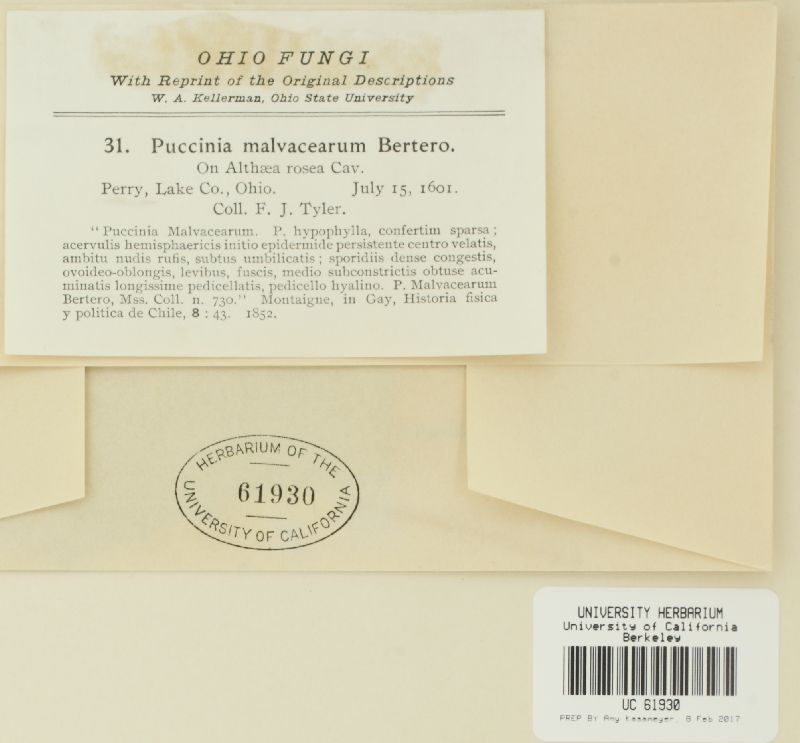 OHIO FUNGI
With Reprint of the Original Descriptions
W. A. Kellerman, Ohio State University
31. Puccinia malvacearum Bertero.
On Althæa rosea Cav.
Perry, Lake Co., Ohio. July 15, 1601.
Coll. F. J. Tyler.
"Puccinia Malvacearum. P. hypophylla, confertim sparsa;
acervulis hemisphaericis initio epidermide persistente centro velatis,
ambitu nudis rufis, subtus umbilicatis; sporidiis dense congestis,
ovoideo-oblongis, levibus, fuscis, medio subconstrictis obtuse acu-
minatis longissime pedicellatis, pedicello hyalino. P. Malvacearum
Bertero, Mss. Coll. n. 730." Montaigne, in Gay, Historia fisica
y politica de Chile, 8 : 43. 1852.
HERBARIUM OF THE
61930
UNIVERSITY OF CALIFORNIA
UNIVERSITY HERBARIUM
University of California
Berkeley
UC 61930
PREP BY Amy Kasameyer, 8 Feb 2017